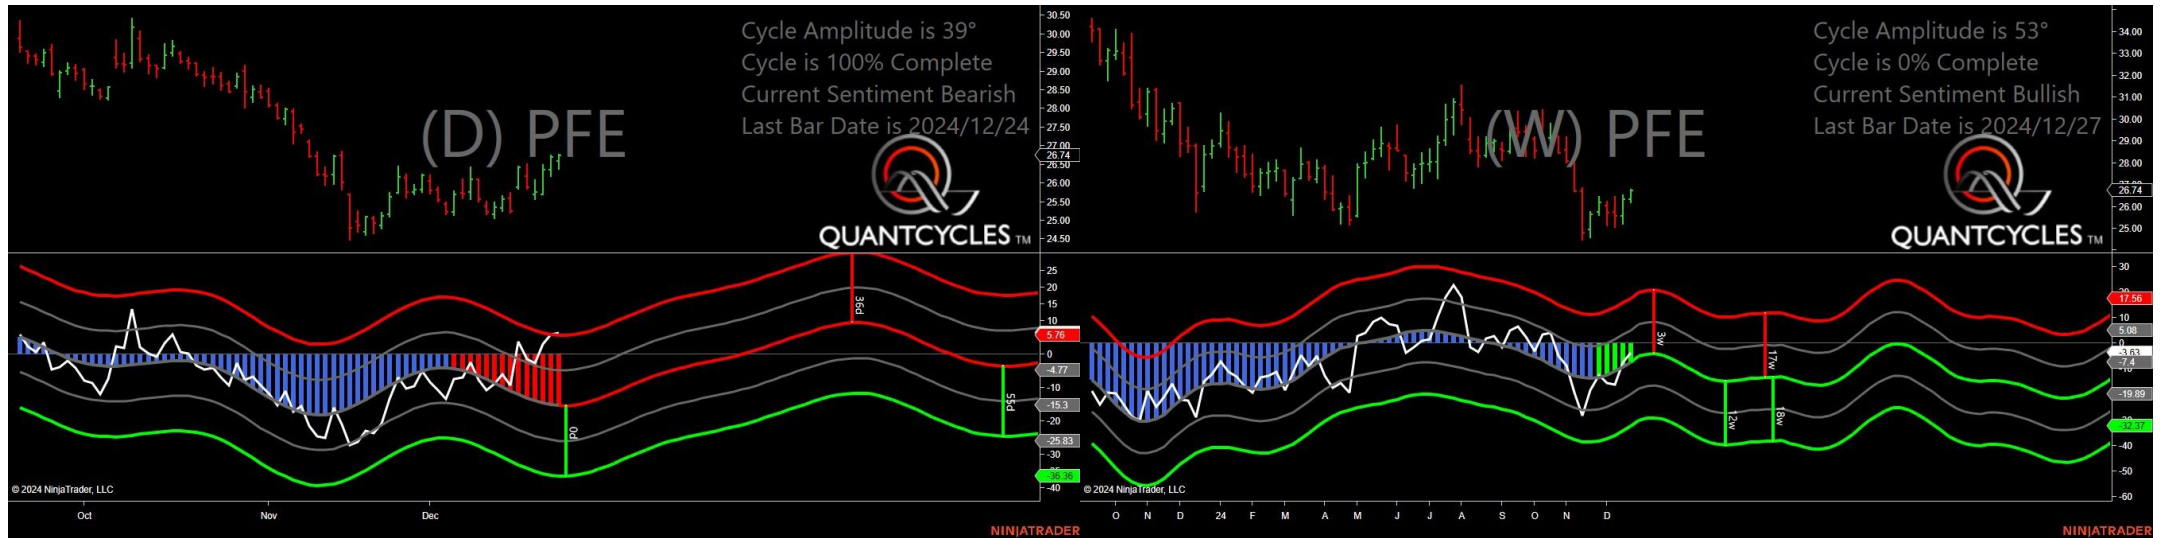 Cycle Amplitude is 39°
Cycle is 100% Complete
Current Sentiment Bearish
Last Bar Date is 2024/12/24
(D) PFE
QUANTCYCLES TM
30.50
30.00
29.50
29.00
28.50
28.00
27.50
27.00
26.74
26.50
26.00
25.50
25.00
24.50
36d
0d
55d
25
20
15
10
5.76
0
-4.77
-10
-15.3
-20
-25.83
-30
-36.36
-40
© 2024 NinjaTrader, LLC
Oct
Nov
Dec
NINJATRADER
Cycle Amplitude is 53°
Cycle is 0% Complete
Current Sentiment Bullish
Last Bar Date is 2024/12/27
(W) PFE
QUANTCYCLES TM
34.00
33.00
32.00
31.00
30.00
29.00
28.00
26.74
26.00
25.00
3w
17w
12w
18w
30
17.56
10
5.08
0
-3.63
-7.4
-19.89
-32.37
-40
-50
-60
© 2024 NinjaTrader, LLC
O N D 24 F M A M J J A S O N D
NINJATRADER